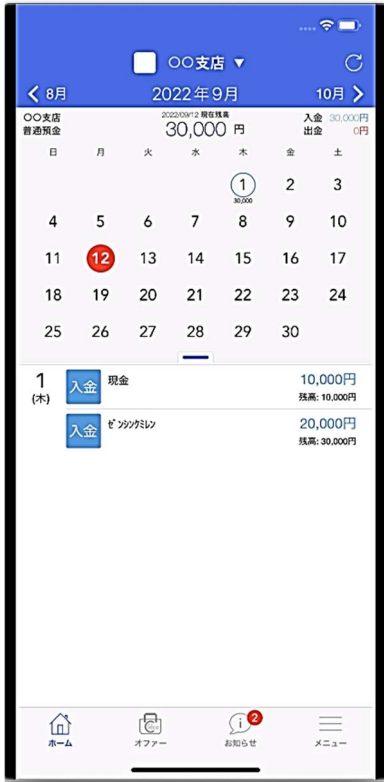 ○○支店 ▼
8月 2022年9月 10月
○○支店 2022/09/12 現在残高 入金 30,000円
普通預金 30,000 円 出金 0円
日 月 火 水 木 金 土
1 2 3
30,000
4 5 6 7 8 9 10
11 12 13 14 15 16 17
18 19 20 21 22 23 24
25 26 27 28 29 30
1 入金 現金 10,000円
(木) 残高: 10,000円
入金 ゼンシンクミレン 20,000円
残高: 30,000円
2
ホーム オファー お知らせ メニュー